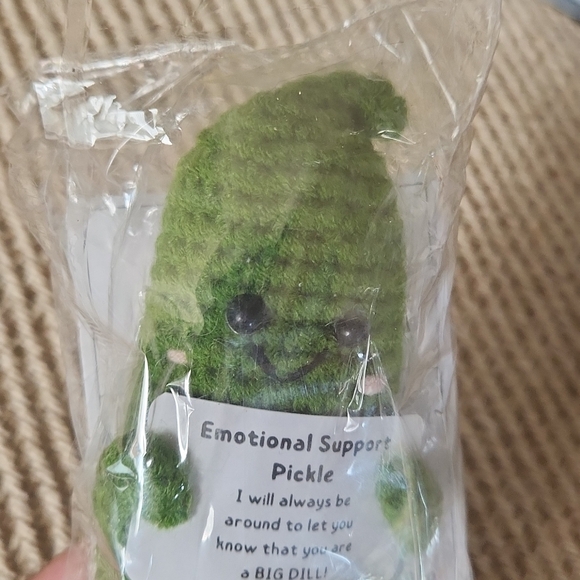 Emotional Support
Pickle
I will always be
around to let you
know that you are
a BIG DILL!